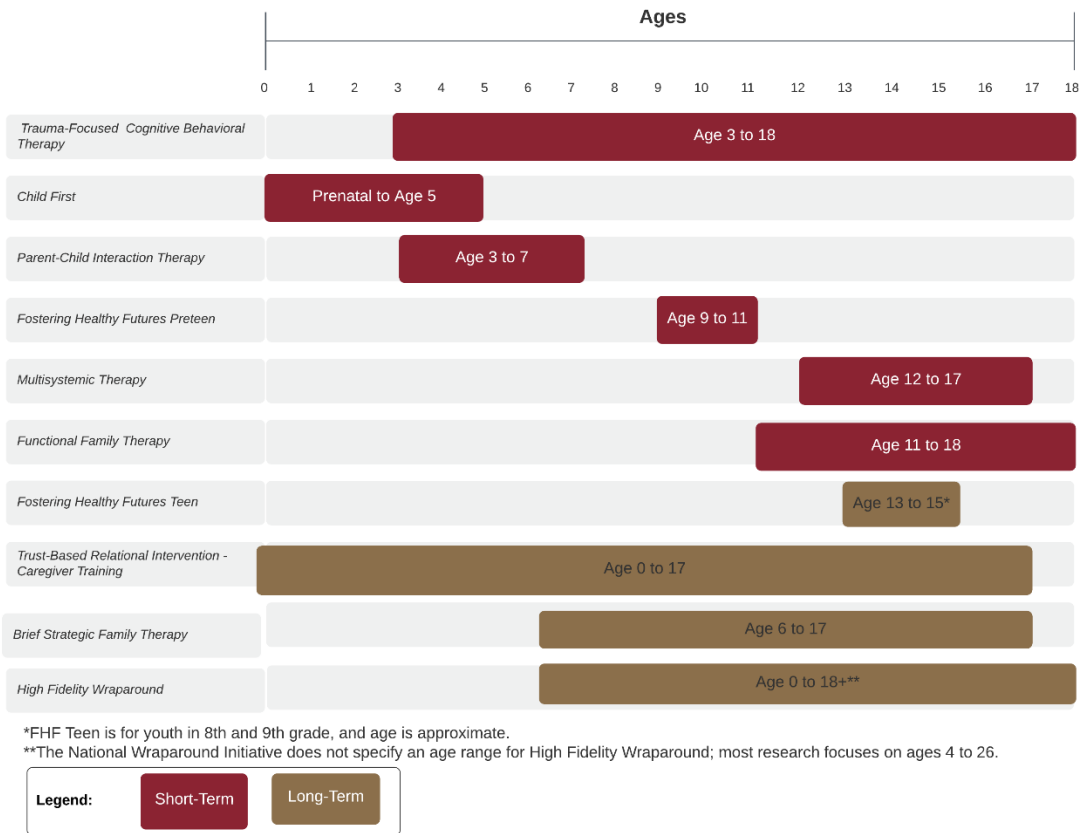 Ages
0 1 2 3 4 5 6 7 8 9 10 11 12 13 14 15 16 17 18
Trauma-Focused Cognitive Behavioral
Therapy
Age 3 to 18
Child First
Prenatal to Age 5
Parent-Child Interaction Therapy
Age 3 to 7
Fostering Healthy Futures Preteen
Age 9 to 11
Multisystemic Therapy
Age 12 to 17
Functional Family Therapy
Age 11 to 18
Fostering Healthy Futures Teen
Age 13 to 15*
Trust-Based Relational Intervention -
Caregiver Training
Age 0 to 17
Brief Strategic Family Therapy
Age 6 to 17
High Fidelity Wraparound
Age 0 to 18+**
*FHF Teen is for youth in 8th and 9th grade, and age is approximate.
**The National Wraparound Initiative does not specify an age range for High Fidelity Wraparound; most research focuses on ages 4 to 26.
Legend:
Short-Term
Long-Term